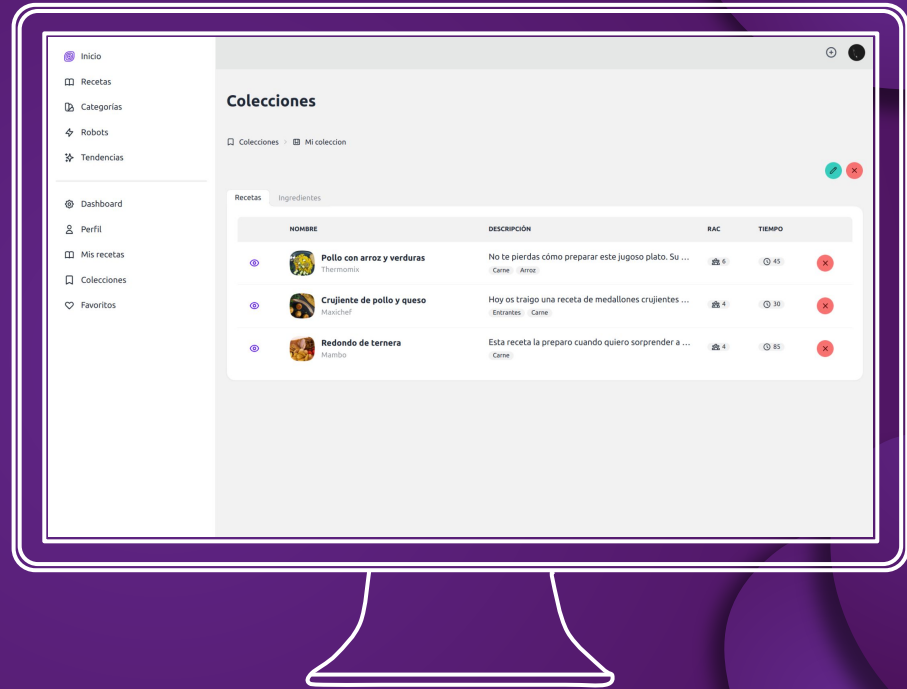 Inicio
Recetas
Categorías
Robots
Tendencias
Dashboard
Perfil
Mis recetas
Colecciones
Favoritos
Colecciones
Colecciones > Mi coleccion
Recetas Ingredientes
NOMBRE DESCRIPCIÓN RAC TIEMPO
Pollo con arroz y verduras No te pierdas cómo preparar este jugoso plato. Su ... 6 45
Thermomix Carne Arroz
Crujiente de pollo y queso Hoy os traigo una receta de medallones crujientes ... 4 30
Maxichef Entrantes Carne
Redondo de ternera Esta receta la preparo cuando quiero sorprender a ... 4 85
Mambo Carne